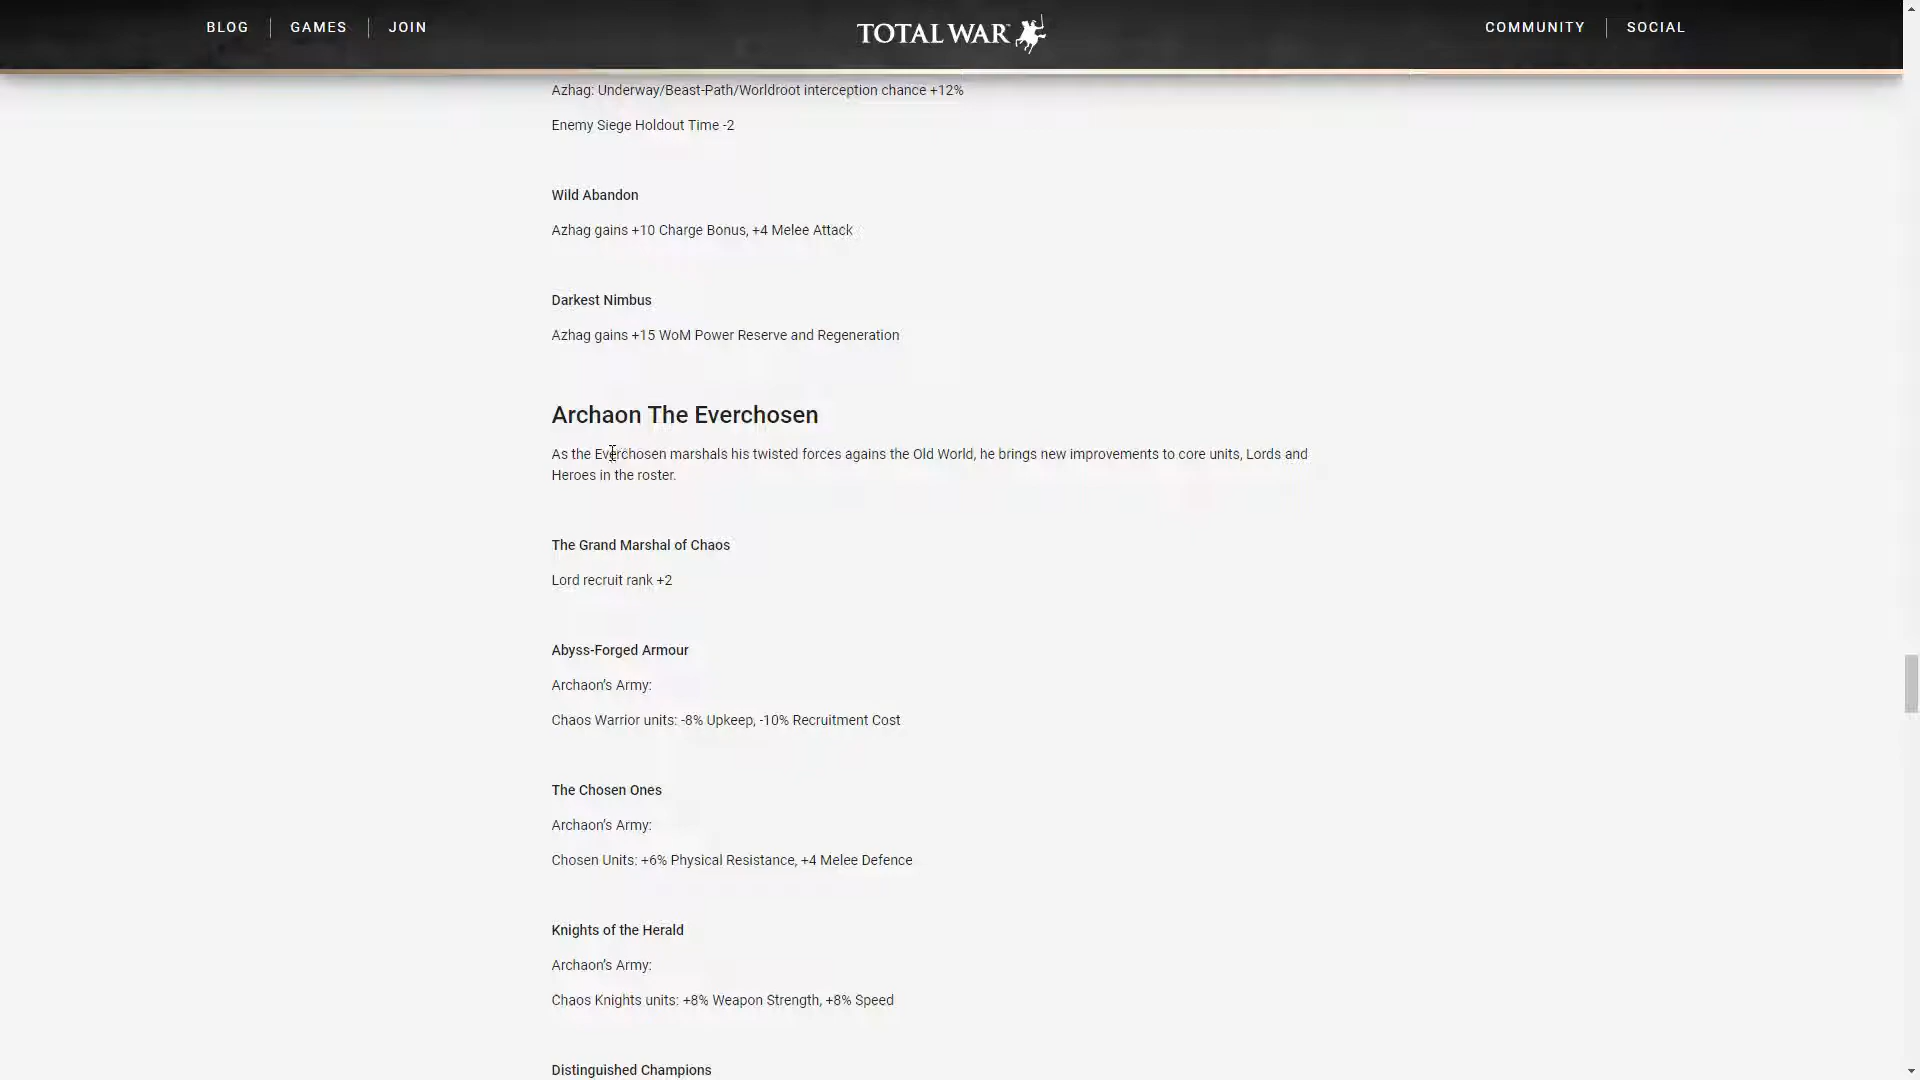 BLOG GAMES JOIN TOTAL WAR COMMUNITY SOCIAL
Azhag: Underway/Beast-Path/Worldroot interception chance +12%
Enemy Siege Holdout Time -2
Wild Abandon
Azhag gains +10 Charge Bonus, +4 Melee Attack
Darkest Nimbus
Azhag gains +15 WoM Power Reserve and Regeneration
Archaon The Everchosen
As the Everchosen marshals his twisted forces agains the Old World, he brings new improvements to core units, Lords and
Heroes in the roster.
The Grand Marshal of Chaos
Lord recruit rank +2
Abyss-Forged Armour
Archaon’s Army:
Chaos Warrior units: -8% Upkeep, -10% Recruitment Cost
The Chosen Ones
Archaon’s Army:
Chosen Units: +6% Physical Resistance, +4 Melee Defence
Knights of the Herald
Archaon’s Army:
Chaos Knights units: +8% Weapon Strength, +8% Speed
Distinguished Champions